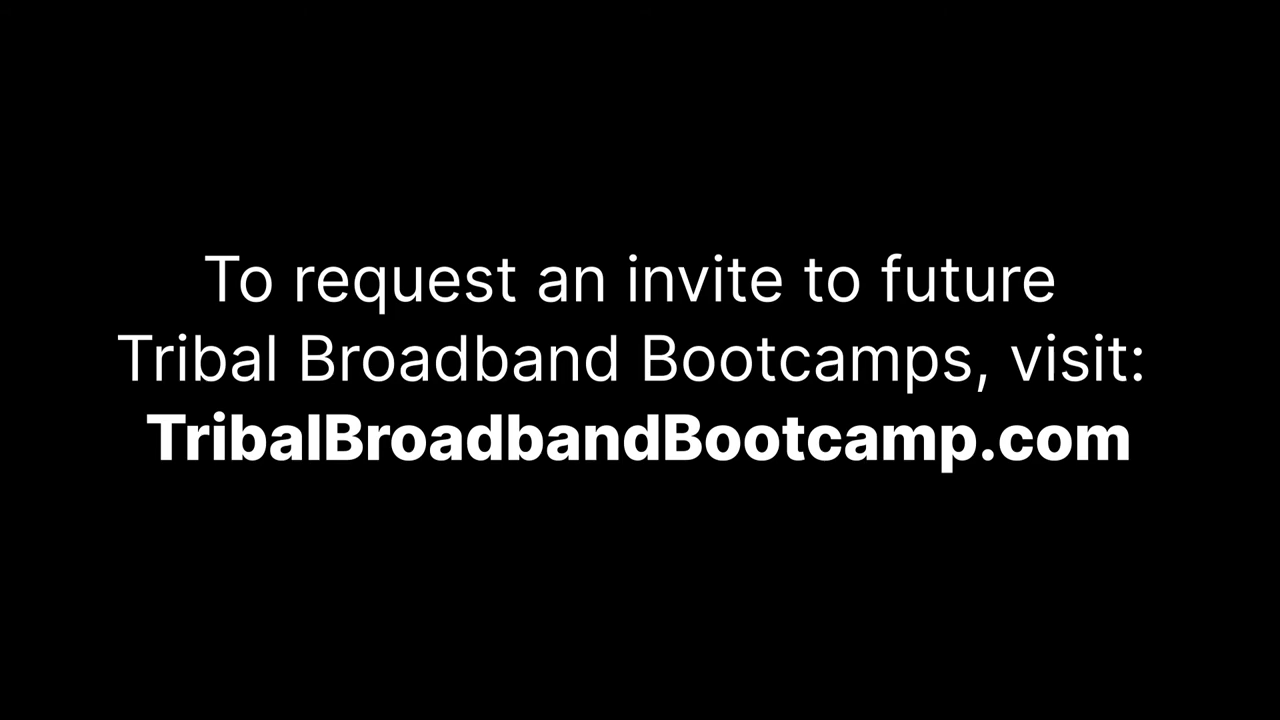 To request an invite to future
Tribal Broadband Bootcamps, visit:
TribalBroadbandBootcamp.com